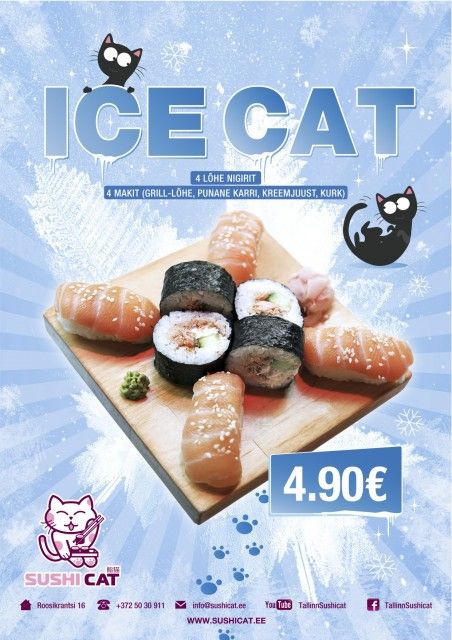 ICE CAT
4 LÕHE NIGIRIT
4 MAKIT (GRILL-LÕHE, PUNANE KARRI, KREEMJUUST, KURK)
4.90€
SUSHI CAT
Roosikrantsi 16 +372 50 30 911 info@sushicat.ee YouTube TallinnSushicat TallinnSushicat
WWW.SUSHICAT.EE